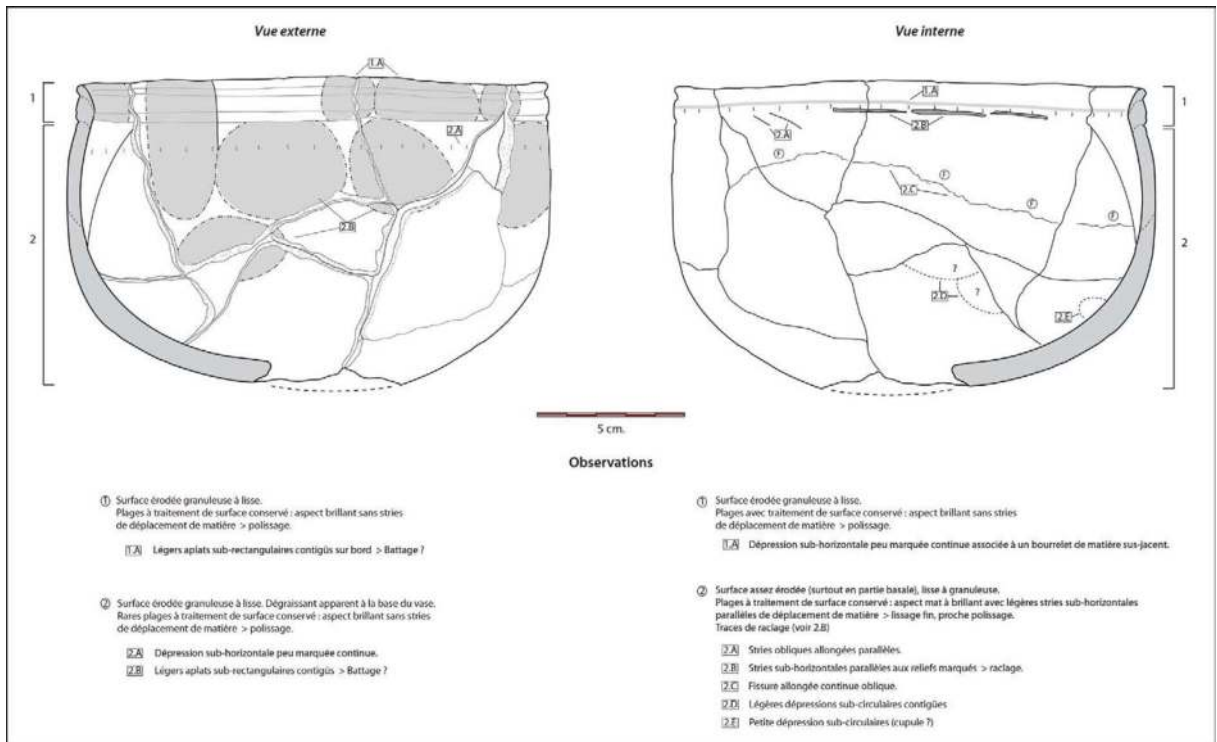 Vue externe
Vue interne
1.A
1
2.A
2
2.B
1.A
1
2.A
2.B
F
F
2.C
F
F
2
?
2.D
?
2.E
5 cm.
Observations
1 Surface érodée granuleuse à lisse.
Plages à traitement de surface conservé : aspect brillant sans stries
de déplacement de matière > polissage.
1.A Légers aplats sub-rectangulaires contigüs sur bord > Battage ?
2 Surface érodée granuleuse à lisse. Dégraissant apparent à la base du vase.
Rares plages à traitement de surface conservé : aspect brillant sans stries
de déplacement de matière > polissage.
2.A Dépression sub-horizontale peu marquée continue.
2.B Légers aplats sub-rectangulaires contigüs > Battage ?
1 Surface érodée granuleuse à lisse.
Plages avec traitement de surface conservé : aspect brillant sans stries
de déplacement de matière > polissage.
1.A Dépression sub-horizontale peu marquée continue associée à un bourrelet de matière sus-jacent.
2 Surface assez érodée (surtout en partie basale), lisse à granuleuse.
Plages à traitement de surface conservé : aspect mat à brillant avec légères stries sub-horizontales
parallèles de déplacement de matière > lissage fin, proche polissage.
Traces de raclage (voir 2.B)
2.A Stries obliques allongées parallèles.
2.B Stries sub-horizontales parallèles aux reliefs marqués > raclage.
2.C Fissure allongée continue oblique.
2.D Légères dépressions sub-circulaires contigües
2.E Petite dépression sub-circulaires (cupule ?)